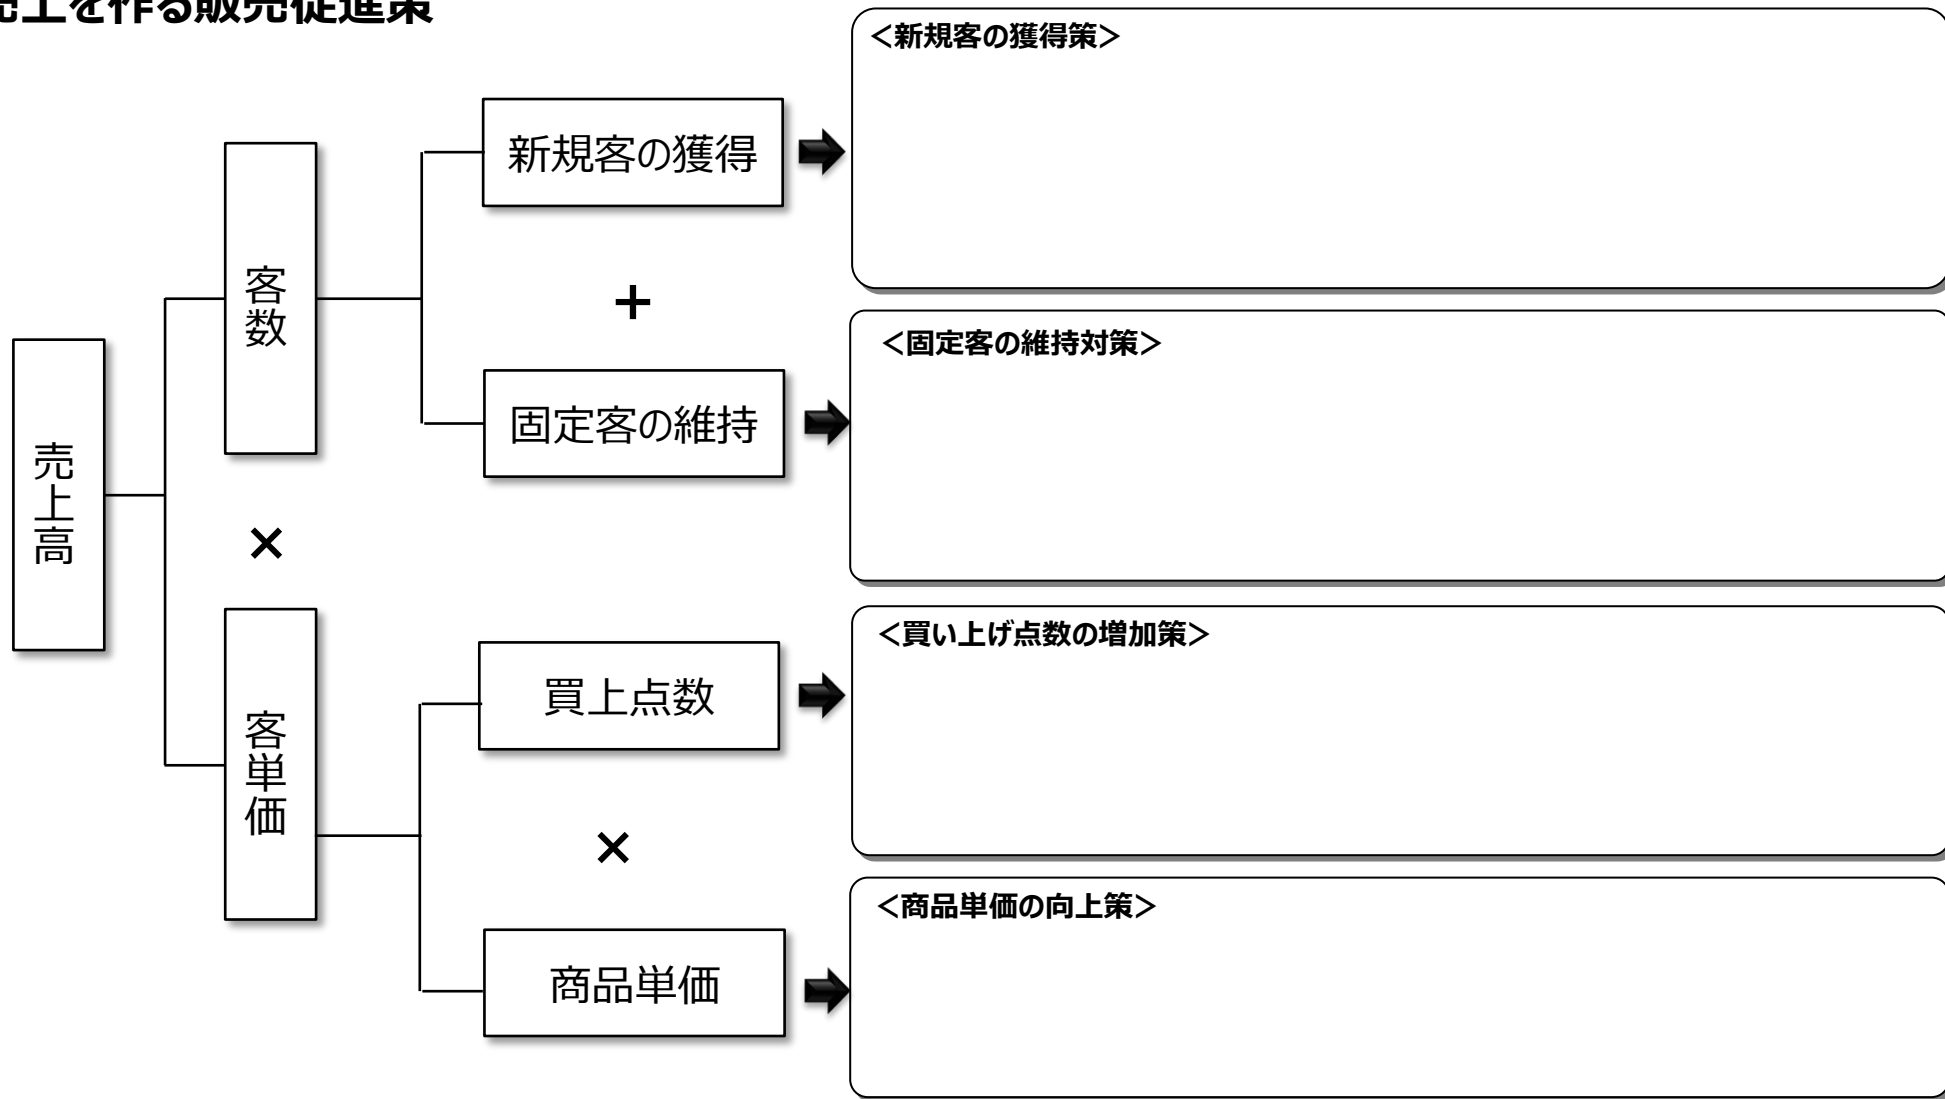 売上を作る販売促進策
<新規客の獲得策>
新規客の獲得
客数
+
<固定客の維持対策>
固定客の維持
売上高
×
<買い上げ点数の増加策>
買上点数
客単価
×
<商品単価の向上策>
商品単価